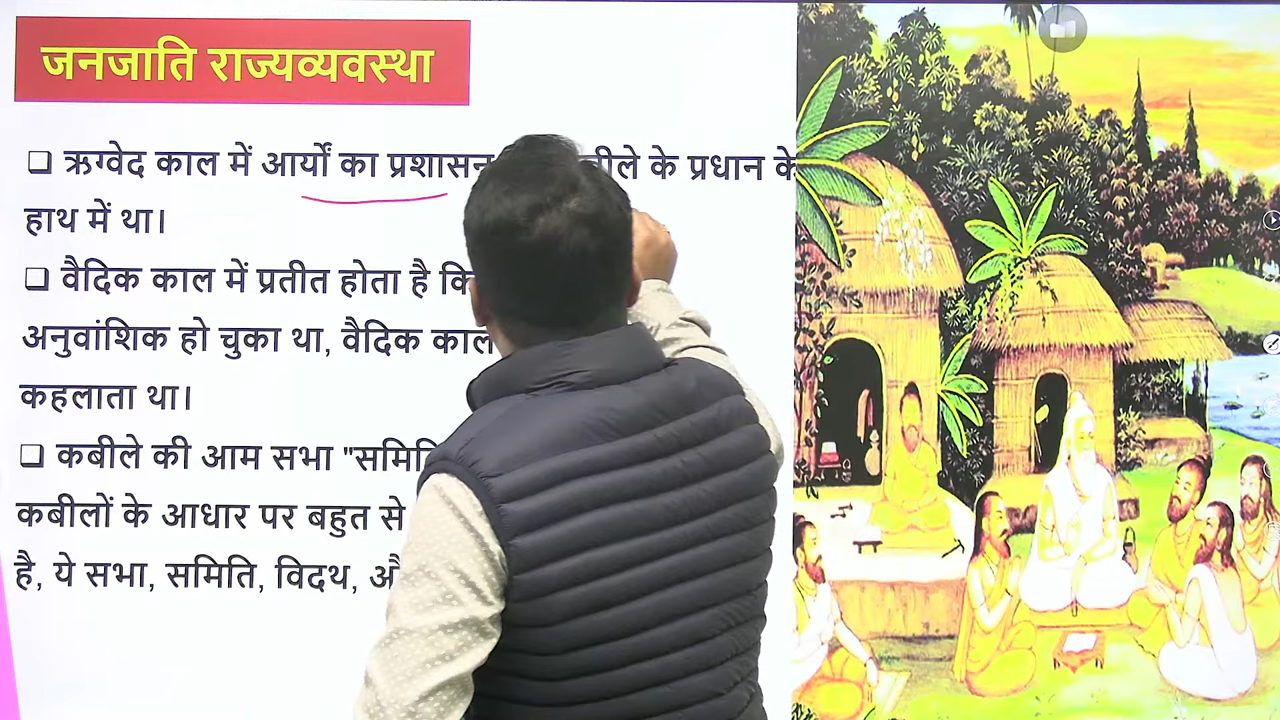 जनजाति राज्यव्यवस्था
❑ ऋग्वेद काल में आर्यों का प्रशासन के प्रधान के
हाथ में था।
❑ वैदिक काल में प्रतीत होता है कि
अनुवांशिक हो चुका था, वैदिक काल
कहलाता था।
❑ कबीले की आम सभा "समिति
कबीलों के आधार पर बहुत से
है, ये सभा, समिति, विदथ,